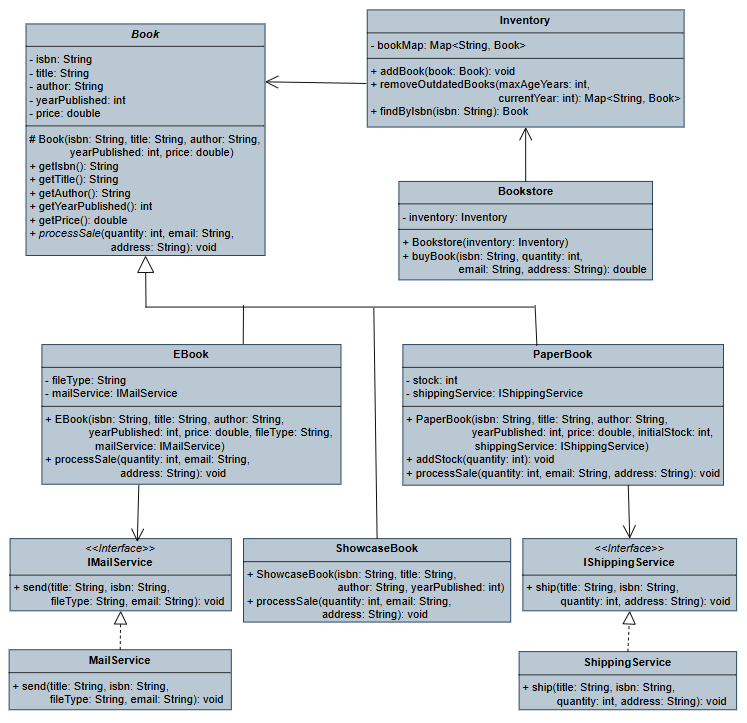 Book
- isbn: String
- title: String
- author: String
- yearPublished: int
- price: double
# Book(isbn: String, title: String, author: String,
yearPublished: int, price: double)
+ getIsbn(): String
+ getTitle(): String
+ getAuthor(): String
+ getYearPublished(): int
+ getPrice(): double
+ processSale(quantity: int, email: String,
address: String): void
Inventory
- bookMap: Map<String, Book>
+ addBook(book: Book): void
+ removeOutdatedBooks(maxAgeYears: int,
currentYear: int): Map<String, Book>
+ findByIsbn(isbn: String): Book
Bookstore
- inventory: Inventory
+ Bookstore(inventory: Inventory)
+ buyBook(isbn: String, quantity: int,
email: String, address: String): double
EBook
- fileType: String
- mailService: IMailService
+ EBook(isbn: String, title: String, author: String,
yearPublished: int, price: double, fileType: String,
mailService: IMailService)
+ processSale(quantity: int, email: String,
address: String): void
PaperBook
- stock: int
- shippingService: IShippingService
+ PaperBook(isbn: String, title: String, author: String,
yearPublished: int, price: double, initialStock: int,
shippingService: IShippingService)
+ addStock(quantity: int): void
+ processSale(quantity: int, email: String, address: String): void
<<Interface>>
IMailService
+ send(title: String, isbn: String,
fileType: String, email: String): void
ShowcaseBook
+ ShowcaseBook(isbn: String, title: String,
author: String, yearPublished: int)
+ processSale(quantity: int, email: String,
address: String): void
<<Interface>>
IShippingService
+ ship(title: String, isbn: String,
quantity: int, address: String): void
MailService
+ send(title: String, isbn: String,
fileType: String, email: String): void
ShippingService
+ ship(title: String, isbn: String,
quantity: int, address: String): void